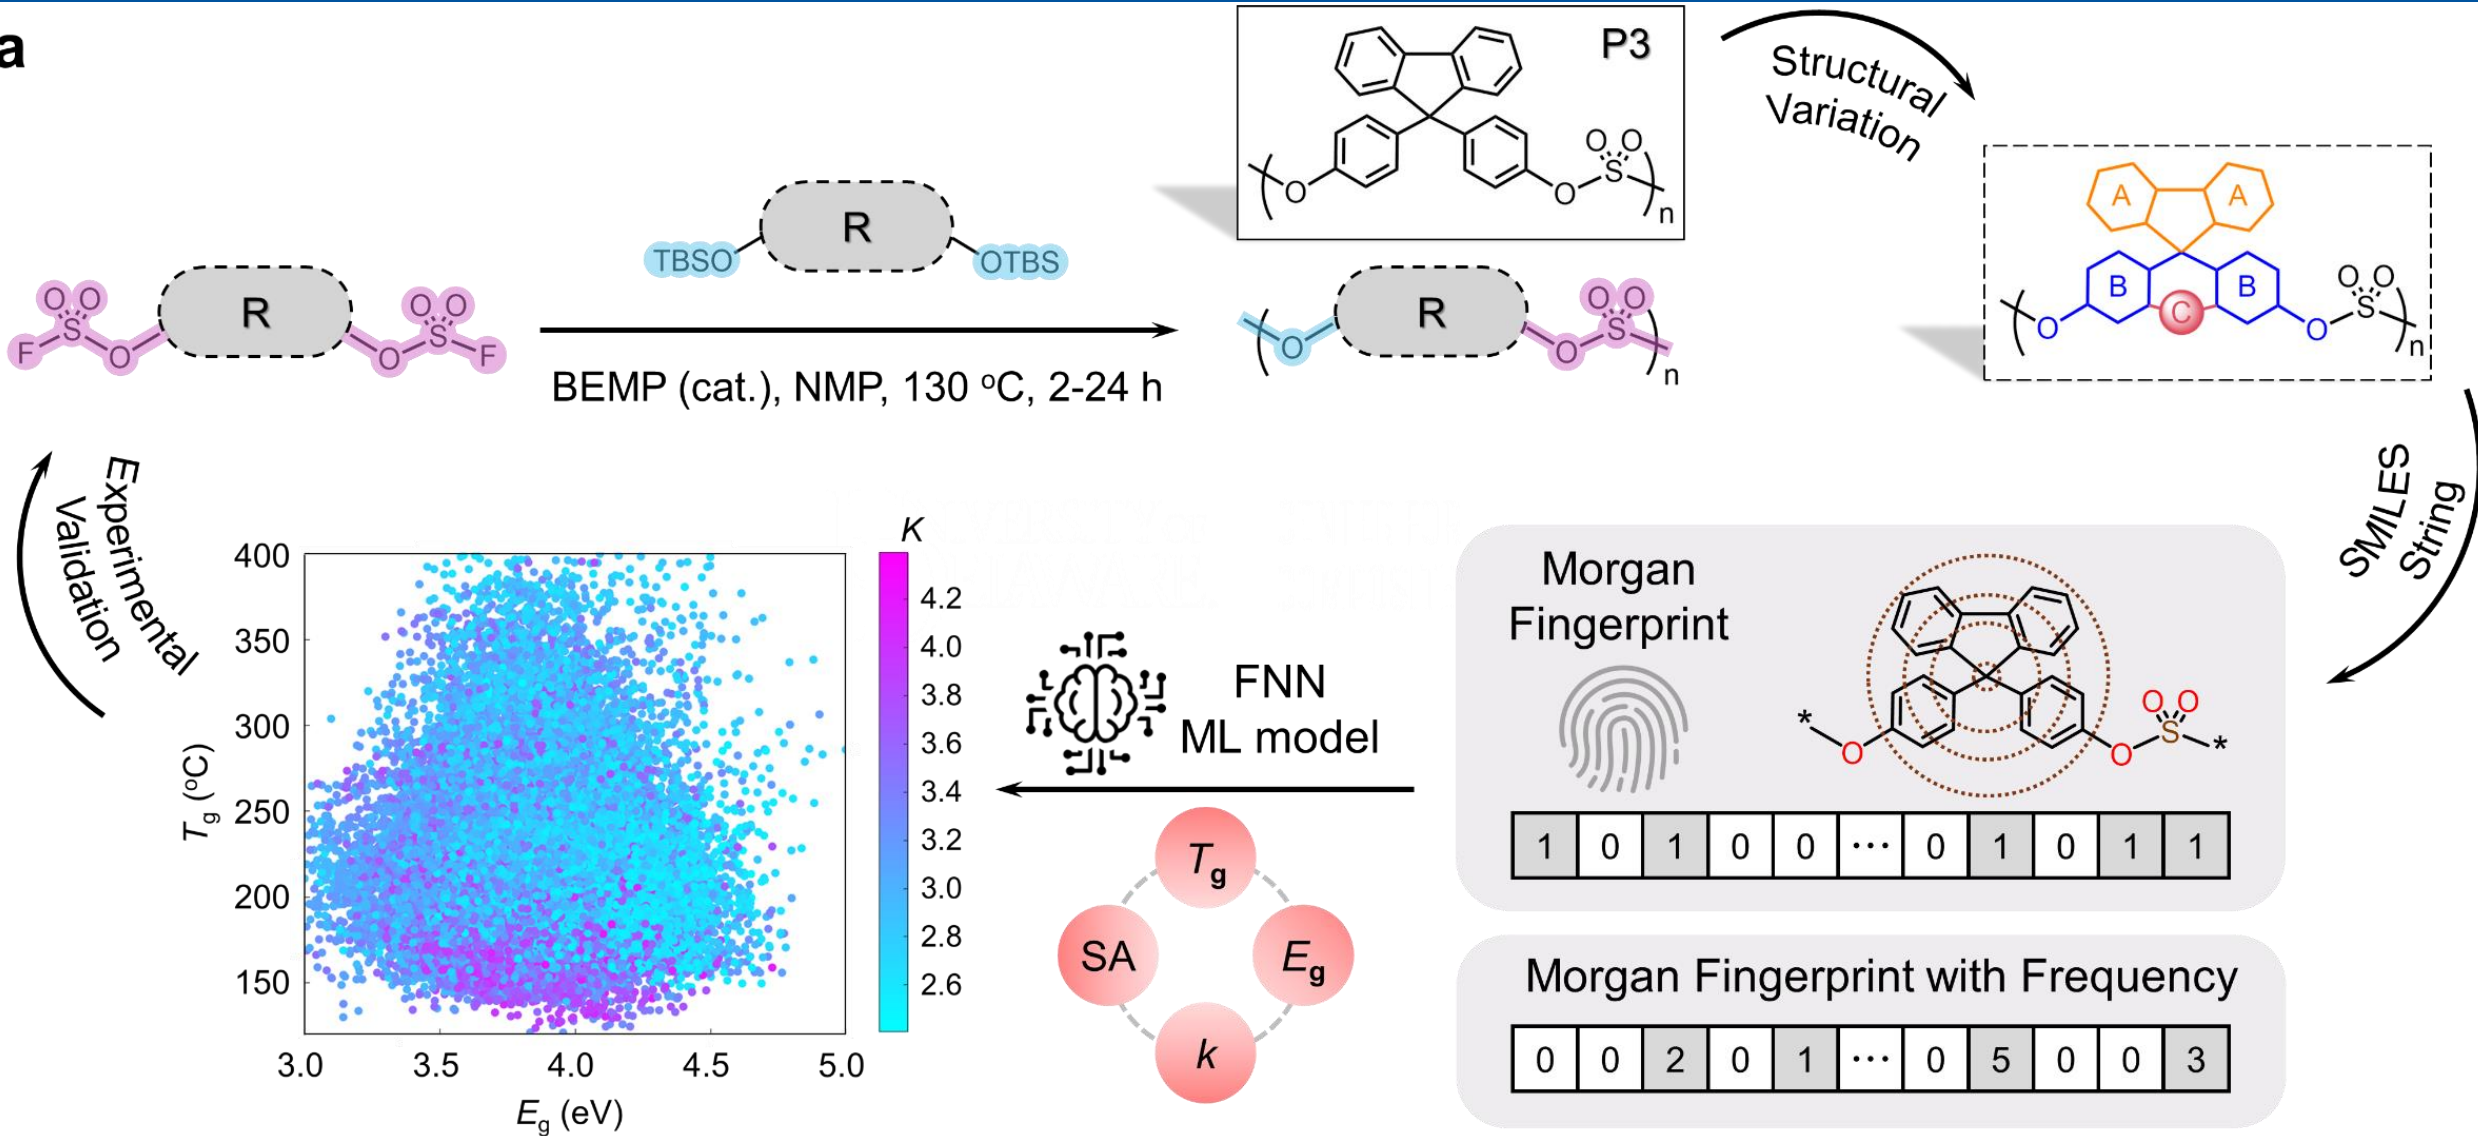 a
P3
O O
S
O
O
n
Structural
Variation
A A
B B
C
O O
S
O
O
n
TBSO
R
OTBS
O O
S
F
O
R
O O
S
O
F
BEMP (cat.), NMP, 130 °C, 2-24 h
O
R
O O
S
O
n
SMILES
String
Experimental
Validation
Morgan
Fingerprint
*
O
O O
S
O
*
1 0 1 0 0 ··· 0 1 0 1 1
Morgan Fingerprint with Frequency
0 0 2 0 1 ··· 0 5 0 0 3
FNN
ML model
Tg
SA
Eg
k
K
4.2
4.0
3.8
3.6
3.4
3.2
3.0
2.8
2.6
400
350
300
250
200
150
Tg (°C)
3.0 3.5 4.0 4.5 5.0
Eg (eV)